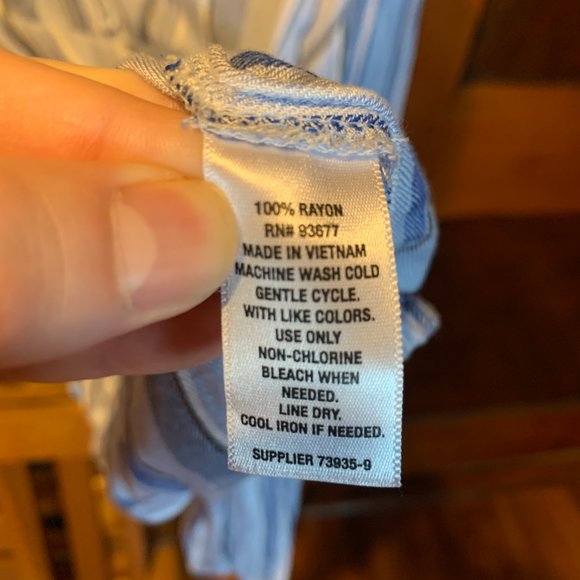 100% RAYON
RN# 93677
MADE IN VIETNAM
MACHINE WASH COLD
GENTLE CYCLE.
WITH LIKE COLORS.
USE ONLY
NON-CHLORINE
BLEACH WHEN
NEEDED.
LINE DRY.
COOL IRON IF NEEDED.
SUPPLIER 73935-9